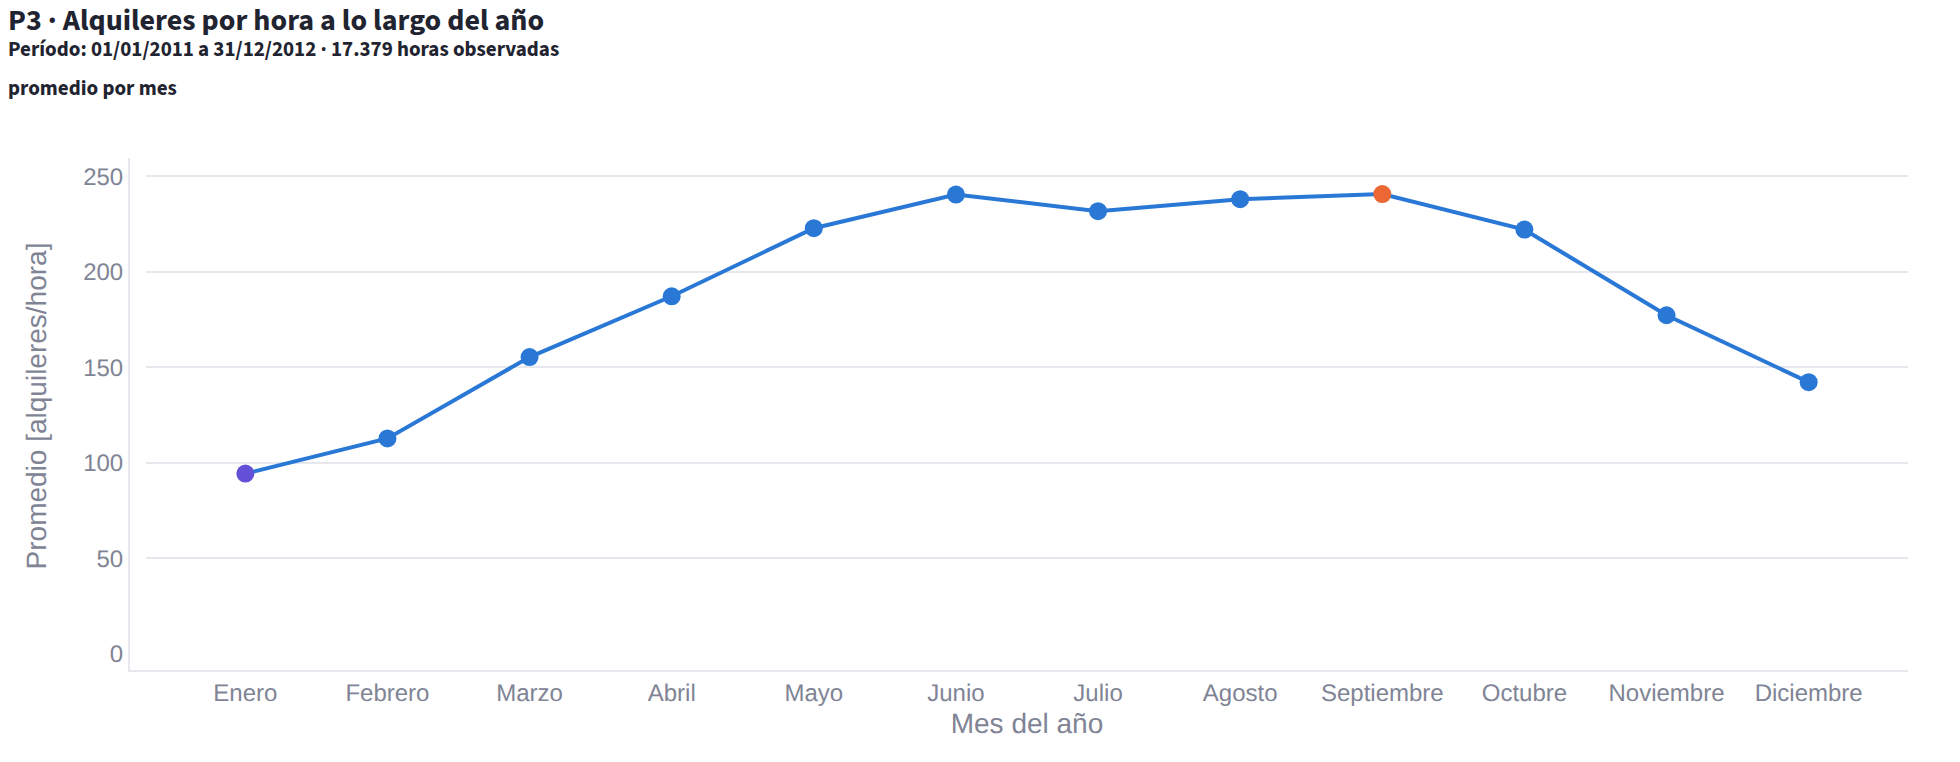 P3 · Alquileres por hora a lo largo del año
Período: 01/01/2011 a 31/12/2012 · 17.379 horas observadas
promedio por mes
Promedio [alquileres/hora]
250
200
150
100
50
0
Enero Febrero Marzo Abril Mayo Junio Julio Agosto Septiembre Octubre Noviembre Diciembre
Mes del año